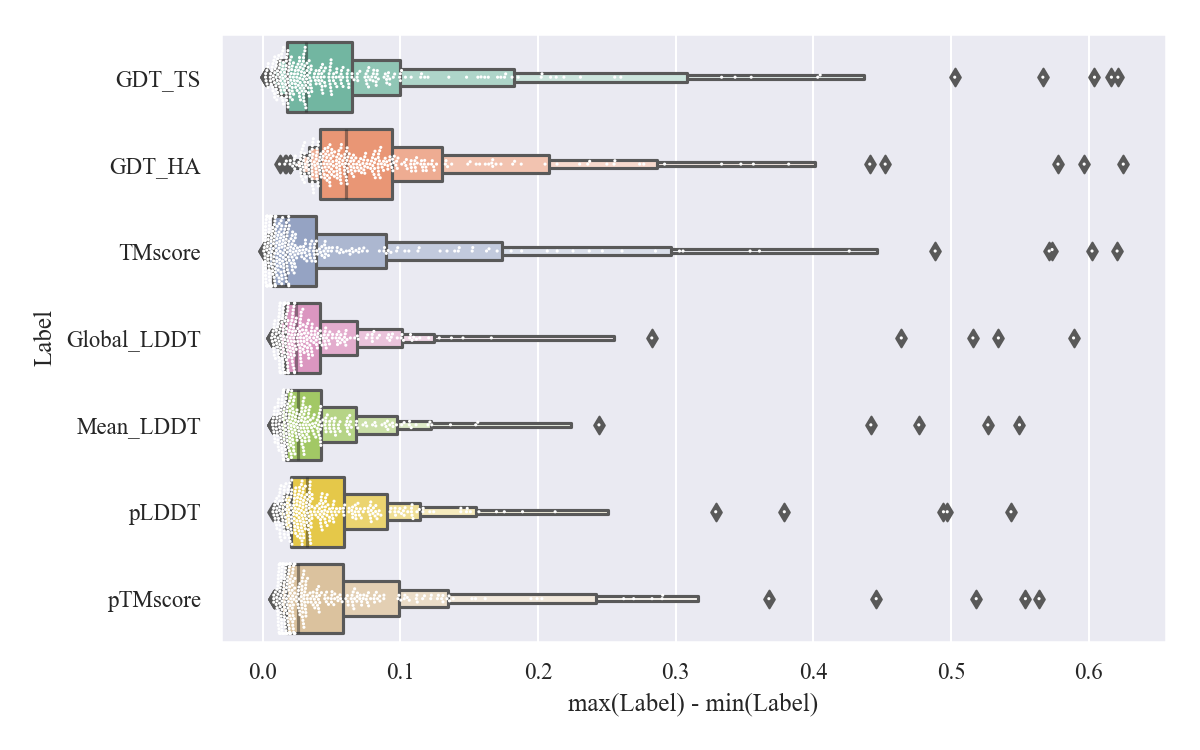 GDT_TS
GDT_HA
TMscore
Global_LDDT
Mean_LDDT
pLDDT
pTMscore
Label
0.0 0.1 0.2 0.3 0.4 0.5 0.6
max(Label) - min(Label)